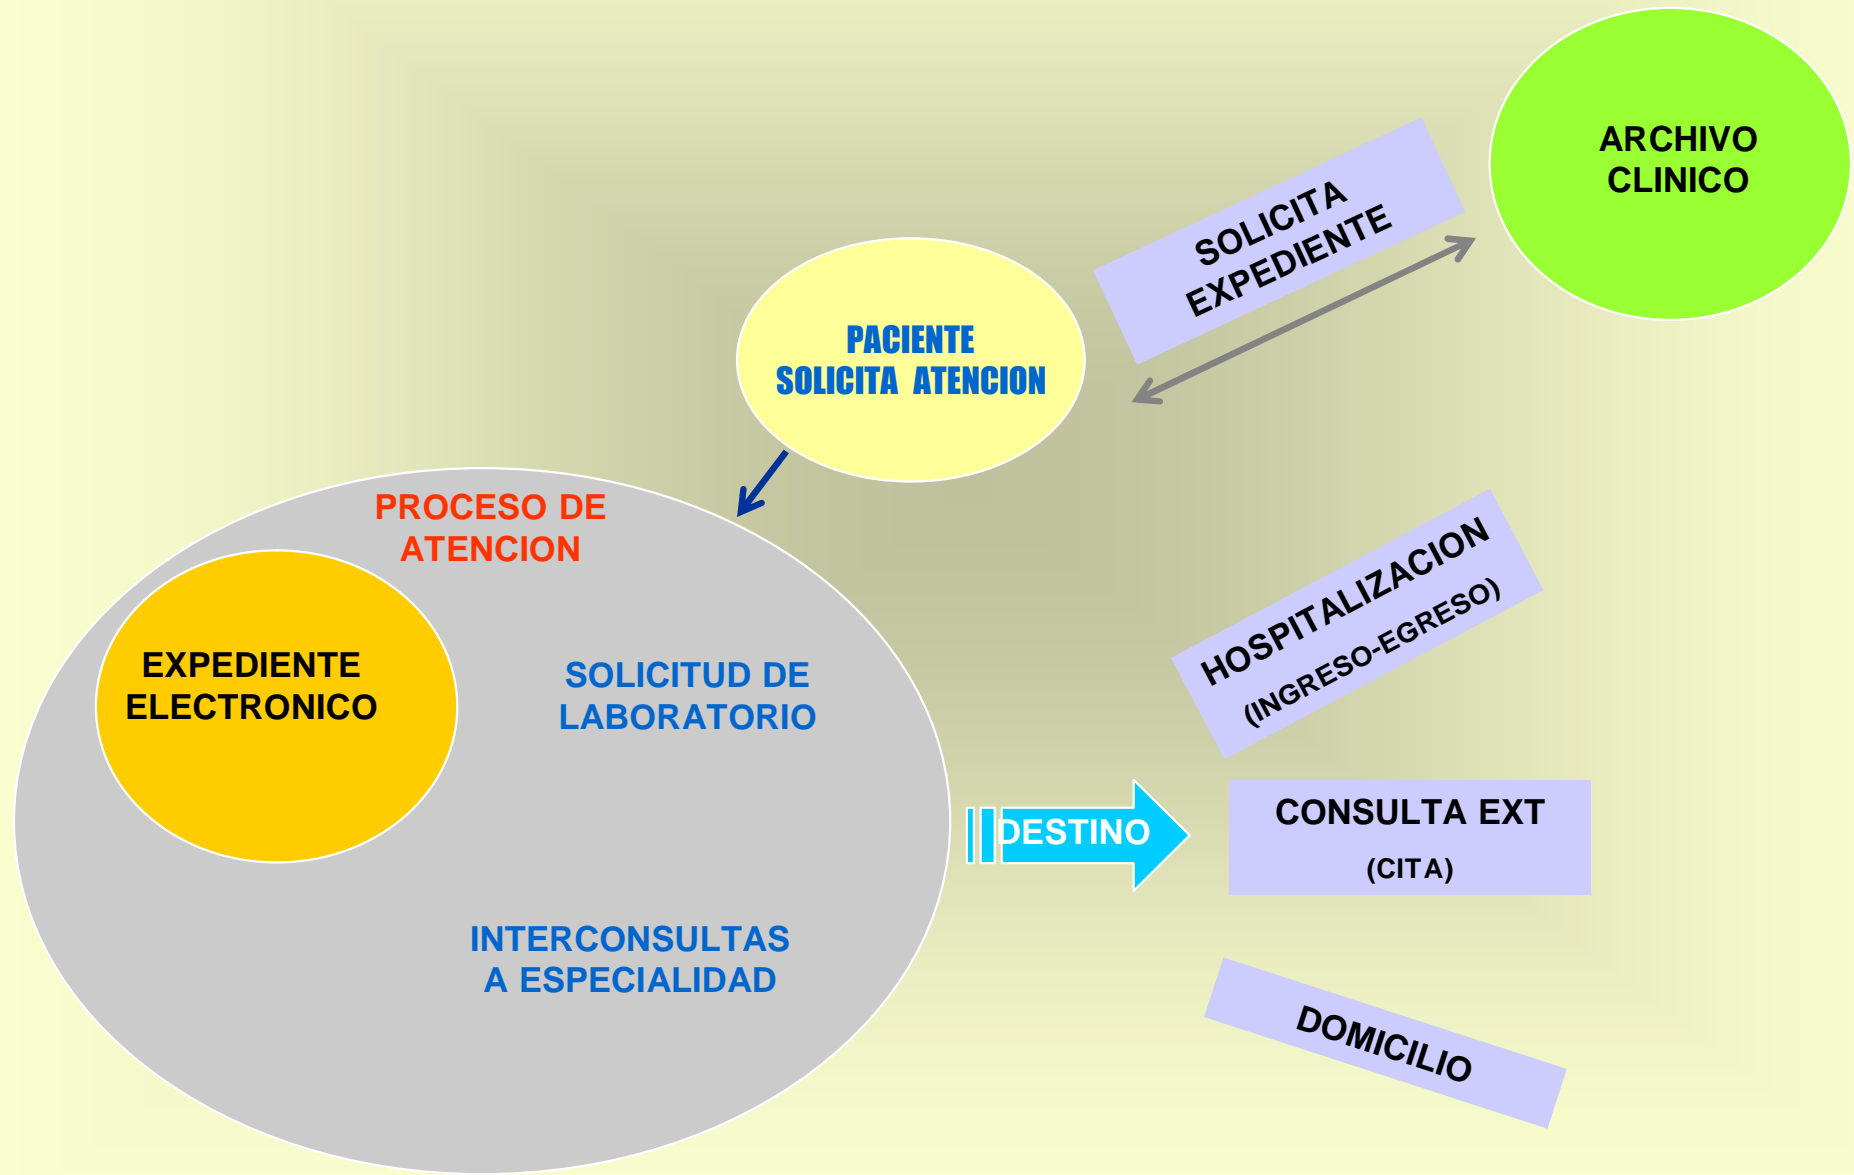 ARCHIVO
CLINICO
SOLICITA
EXPEDIENTE
PACIENTE
SOLICITA ATENCION
PROCESO DE
ATENCION
EXPEDIENTE
ELECTRONICO
SOLICITUD DE
LABORATORIO
INTERCONSULTAS
A ESPECIALIDAD
DESTINO
HOSPITALIZACION
(INGRESO-EGRESO)
CONSULTA EXT
(CITA)
DOMICILIO